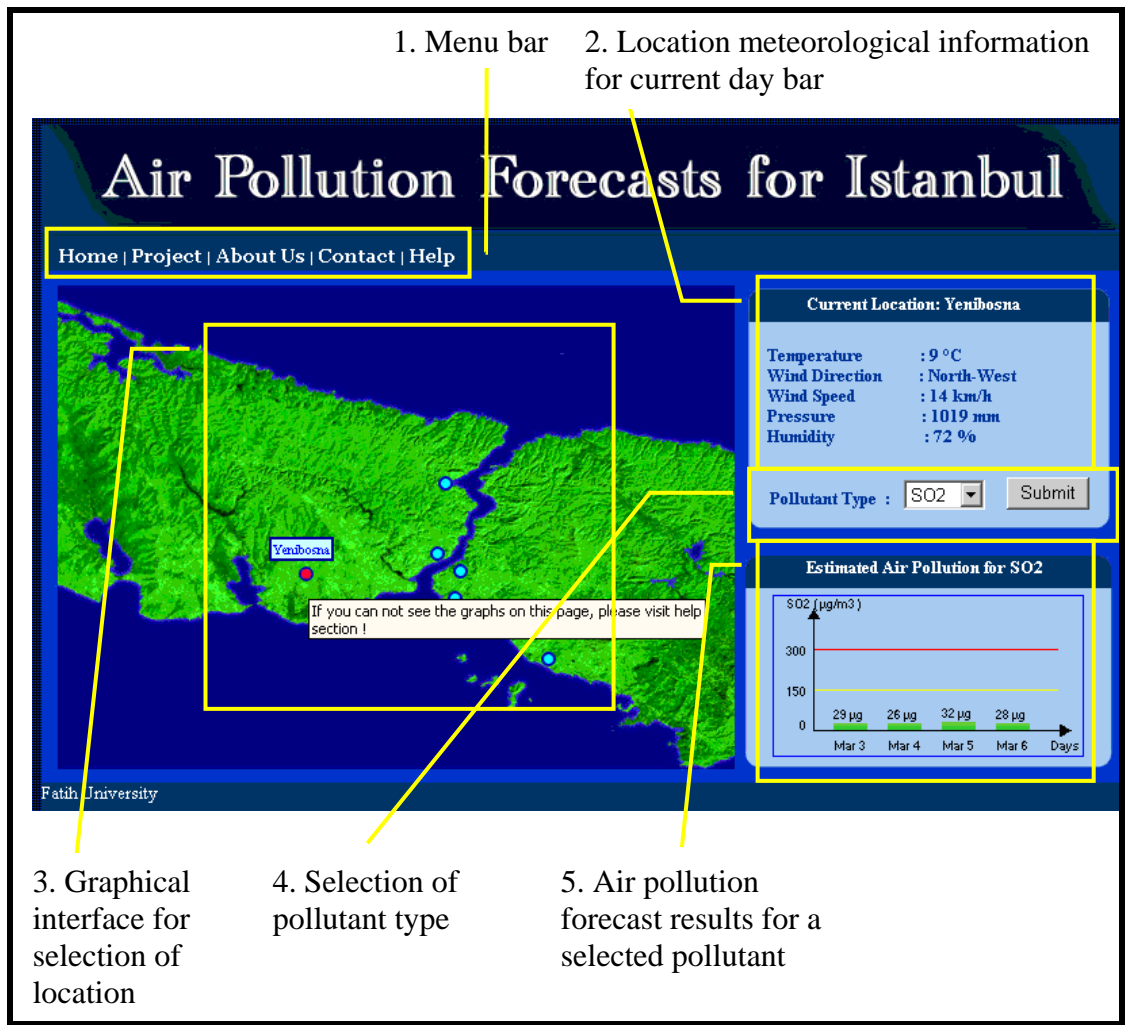 1. Menu bar
2. Location meteorological information
for current day bar
Air Pollution Forecasts for Istanbul
Home | Project | About Us | Contact | Help
Current Location: Yenibosna
Temperature : 9 °C
Wind Direction : North-West
Wind Speed : 14 km/h
Pressure : 1019 mm
Humidity : 72 %
Pollutant Type : SO2 Submit
Yenibosna
If you can not see the graphs on this page, please visit help
section !
Estimated Air Pollution for SO2
SO2 (µg/m3)
300
150
0
29 µg 26 µg 32 µg 28 µg
Mar 3 Mar 4 Mar 5 Mar 6 Days
Fatih University
3. Graphical
interface for
selection of
location
4. Selection of
pollutant type
5. Air pollution
forecast results for a
selected pollutant